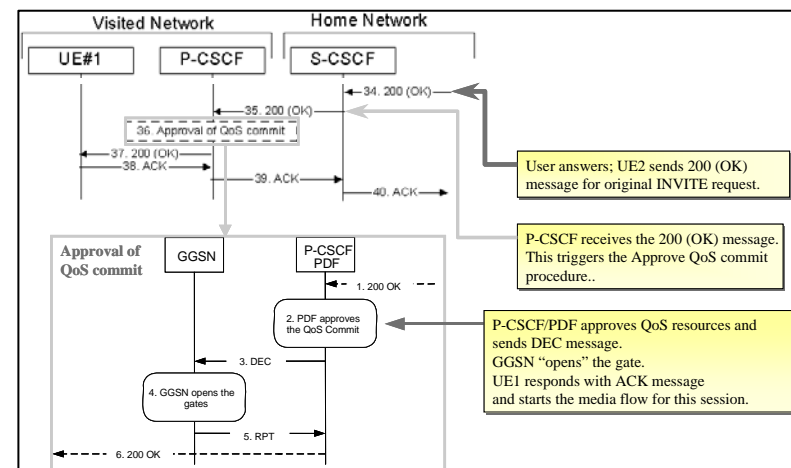 Visited Network
Home Network
UE#1
P-CSCF
S-CSCF
34. 200 (OK)
35. 200 (OK)
36. Approval of QoS commit
37. 200 (OK)
38. ACK
39. ACK
40. ACK
User answers; UE2 sends 200 (OK)
message for original INVITE request.
P-CSCF receives the 200 (OK) message.
This triggers the Approve QoS commit
procedure..
Approval of
QoS commit
GGSN
P-CSCF
PDF
1. 200 OK
2. PDF approves
the QoS Commit
3. DEC
4. GGSN opens the
gates
5. RPT
6. 200 OK
P-CSCF/PDF approves QoS resources and
sends DEC message.
GGSN “opens” the gate.
UE1 responds with ACK message
and starts the media flow for this session.